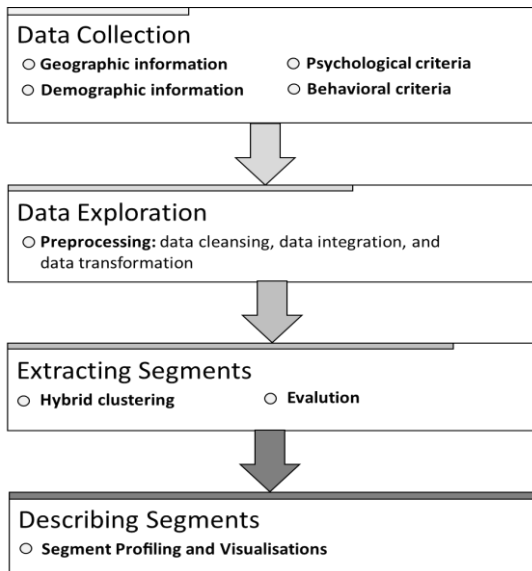 Data Collection
Geographic information
Psychological criteria
Demographic information
Behavioral criteria
Data Exploration
Preprocessing: data cleansing, data integration, and
data transformation
Extracting Segments
Hybrid clustering
Evalution
Describing Segments
Segment Profiling and Visualisations